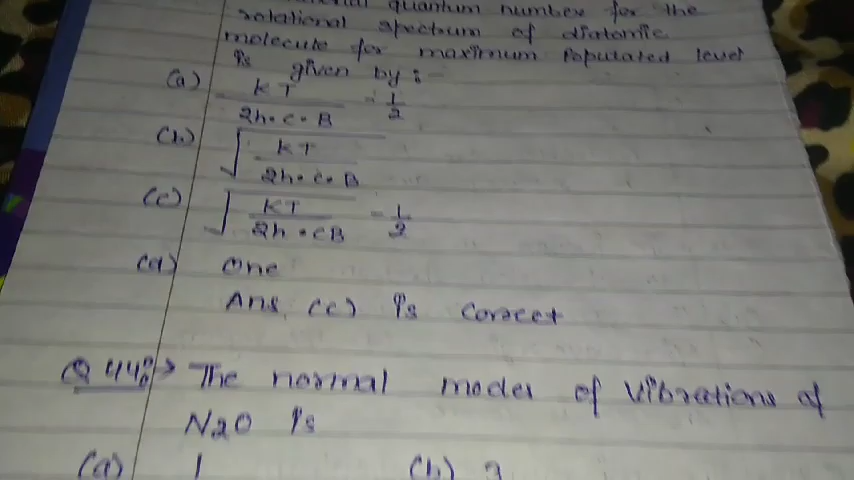 quantum number for the
rotational spectrum of diatomic
molecule for maximum Populated level
is given by :-
(a) KT / 2h.c.B - 1/2
(b) √ KT / 2h.c.B
(c) √ KT / 2h.CB - 1/2
(d) One
Ans. (c) is correct
Q 44% → The normal modes of vibrations of
N2O is
(a) 1 (b)